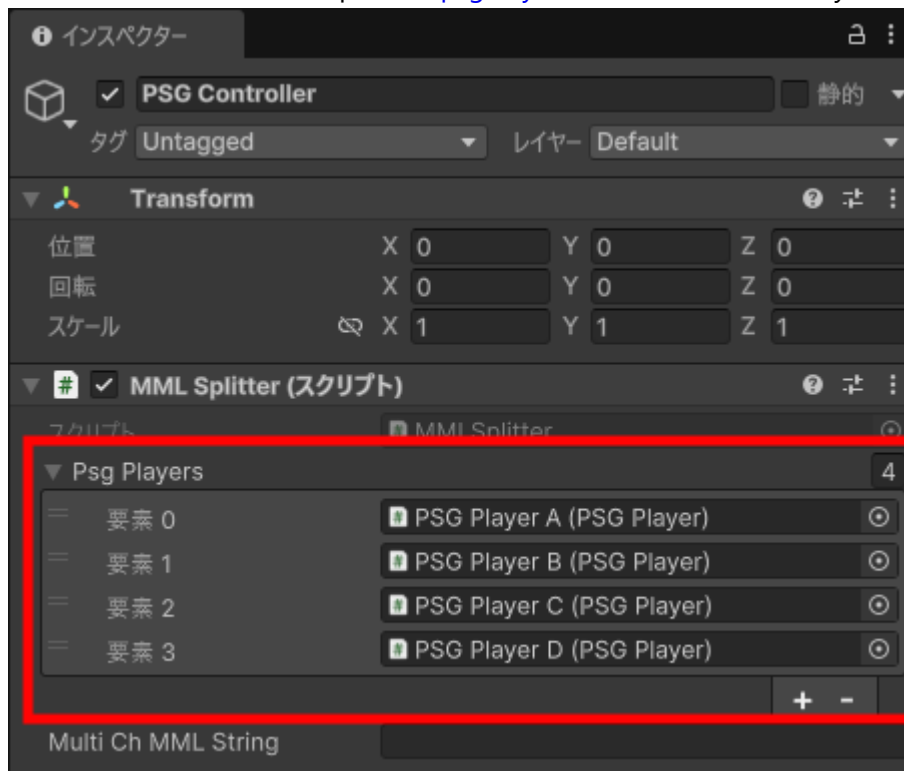 インスペクター
PSG Controller 静的
タグ Untagged レイヤー Default
Transform
位置 X 0 Y 0 Z 0
回転 X 0 Y 0 Z 0
スケール X 1 Y 1 Z 1
# MML Splitter (スクリプト)
スクリプト MMLSplitter
Psg Players 4
要素 0 PSG Player A (PSG Player)
要素 1 PSG Player B (PSG Player)
要素 2 PSG Player C (PSG Player)
要素 3 PSG Player D (PSG Player)
+ -
Multi Ch MML String